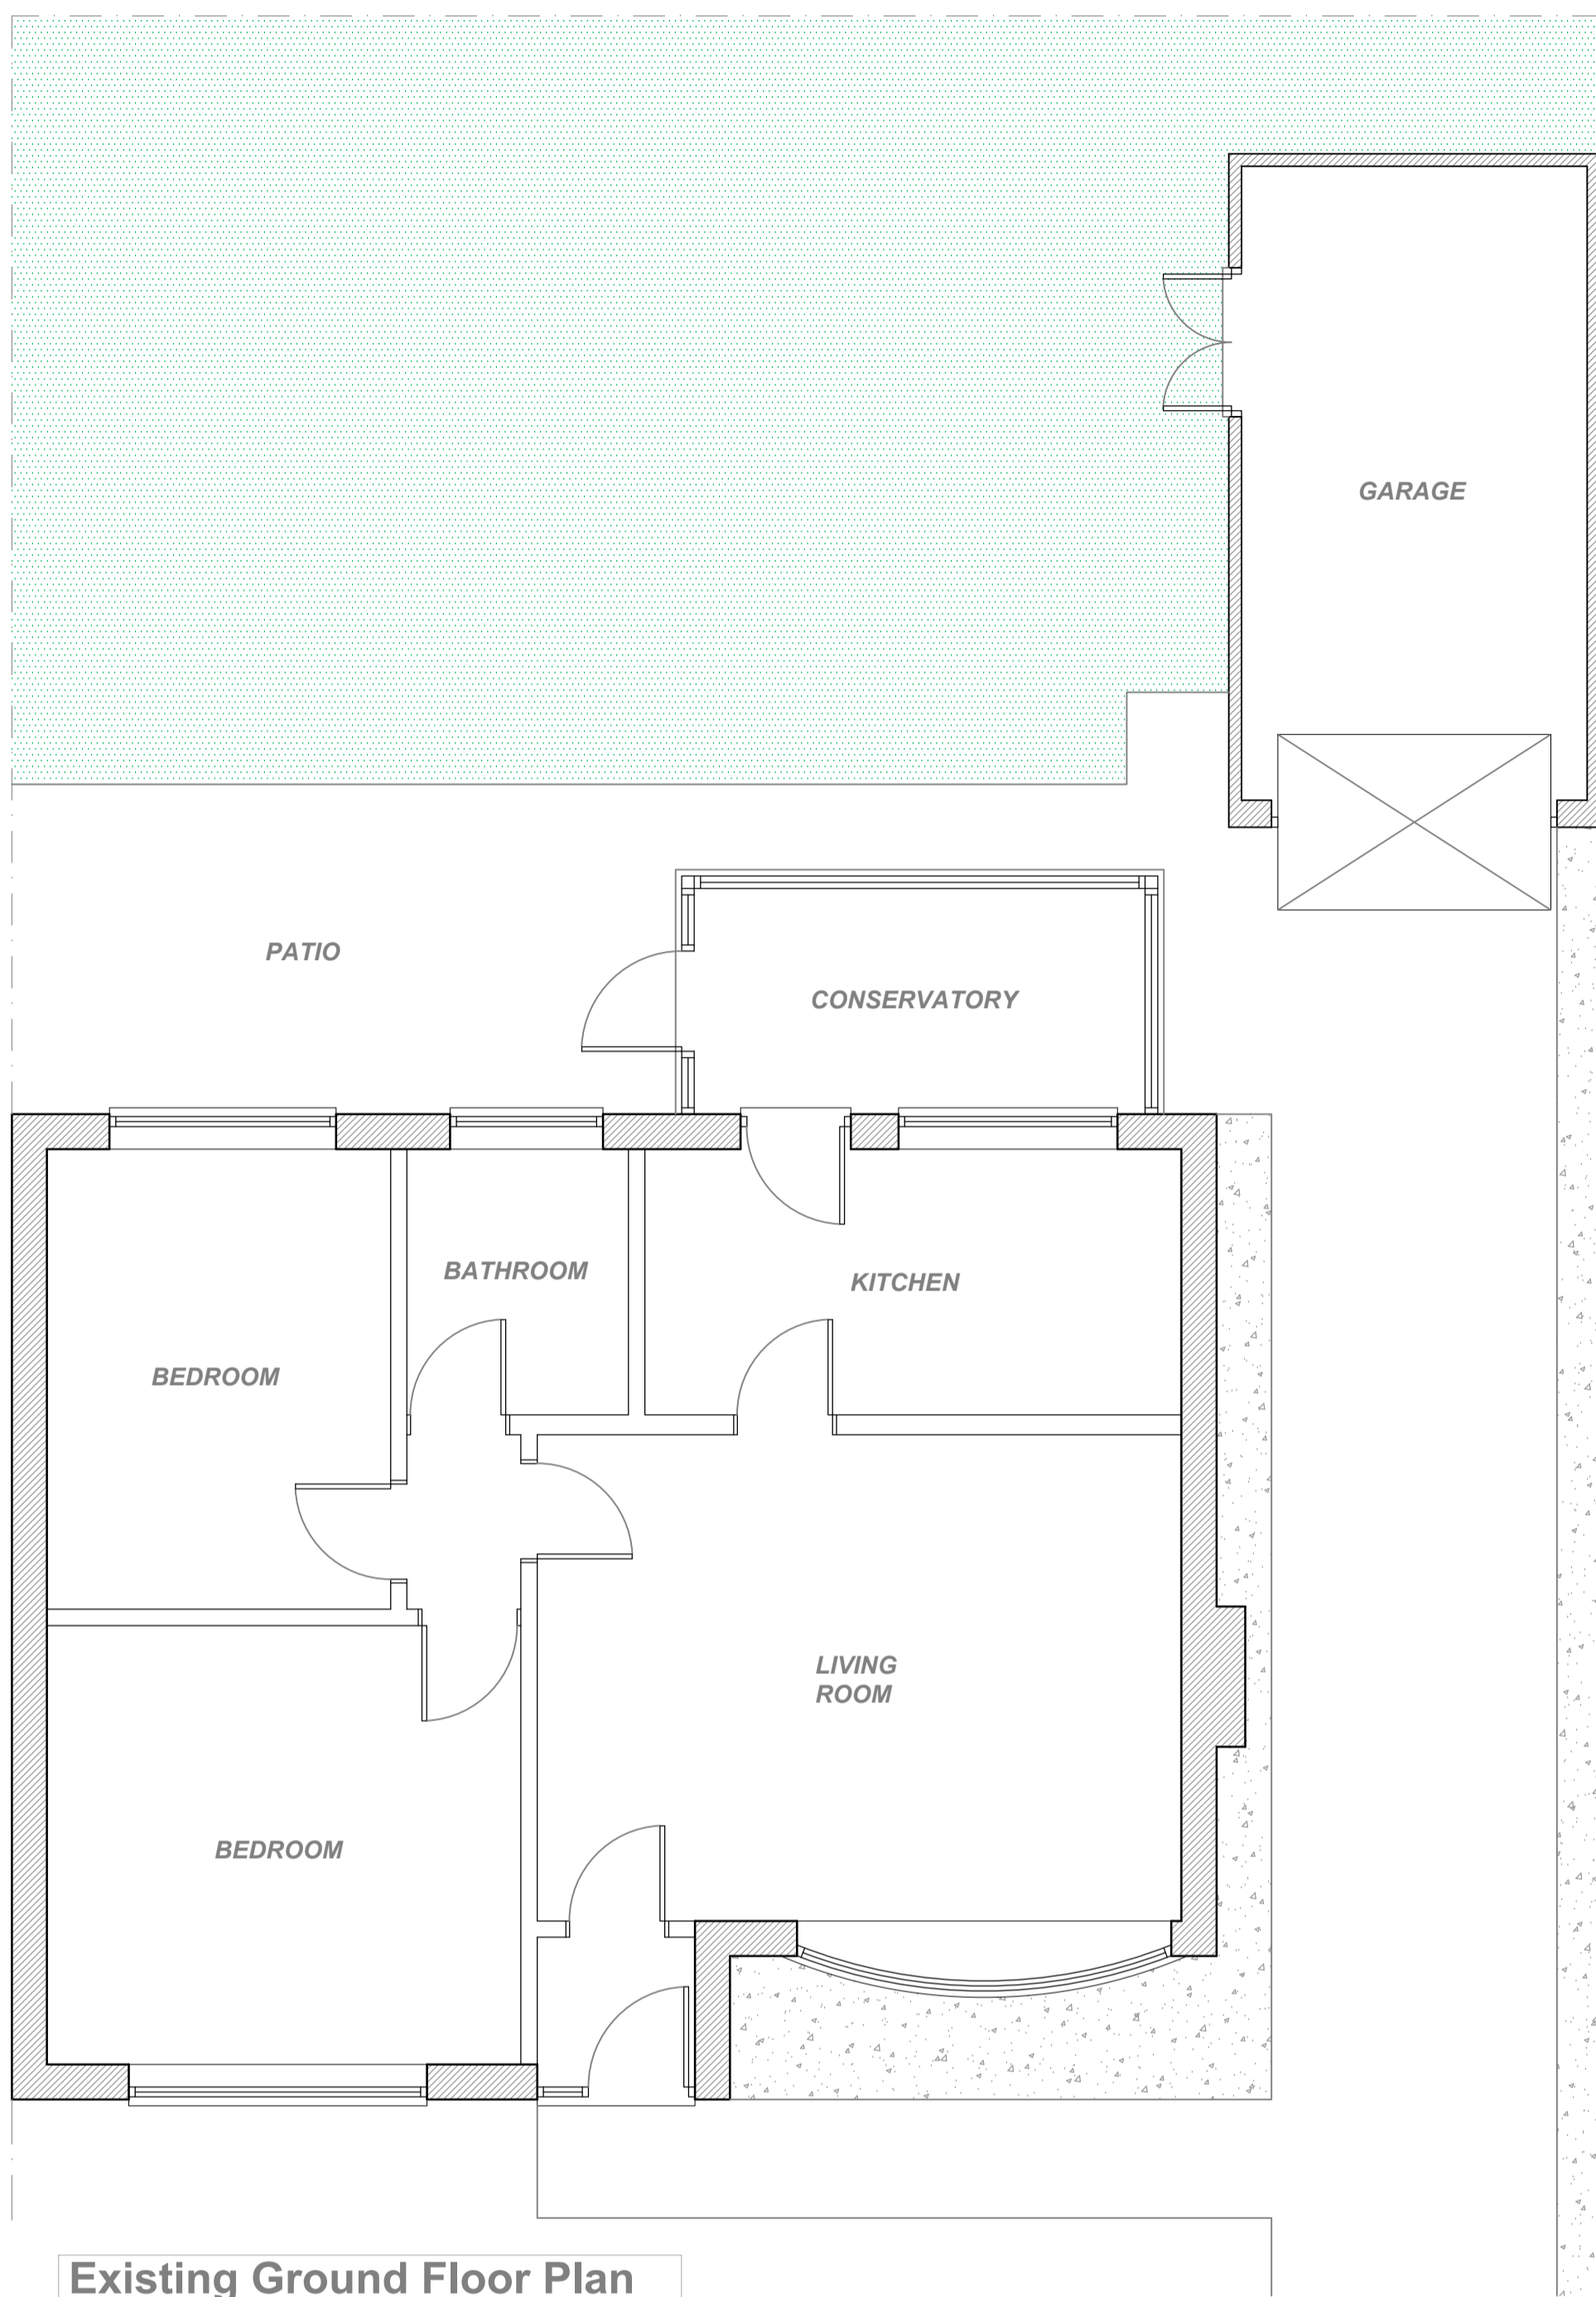 GARAGE
PATIO
CONSERVATORY
BATHROOM
KITCHEN
BEDROOM
LIVING
ROOM
BEDROOM
Existing Ground Floor Plan